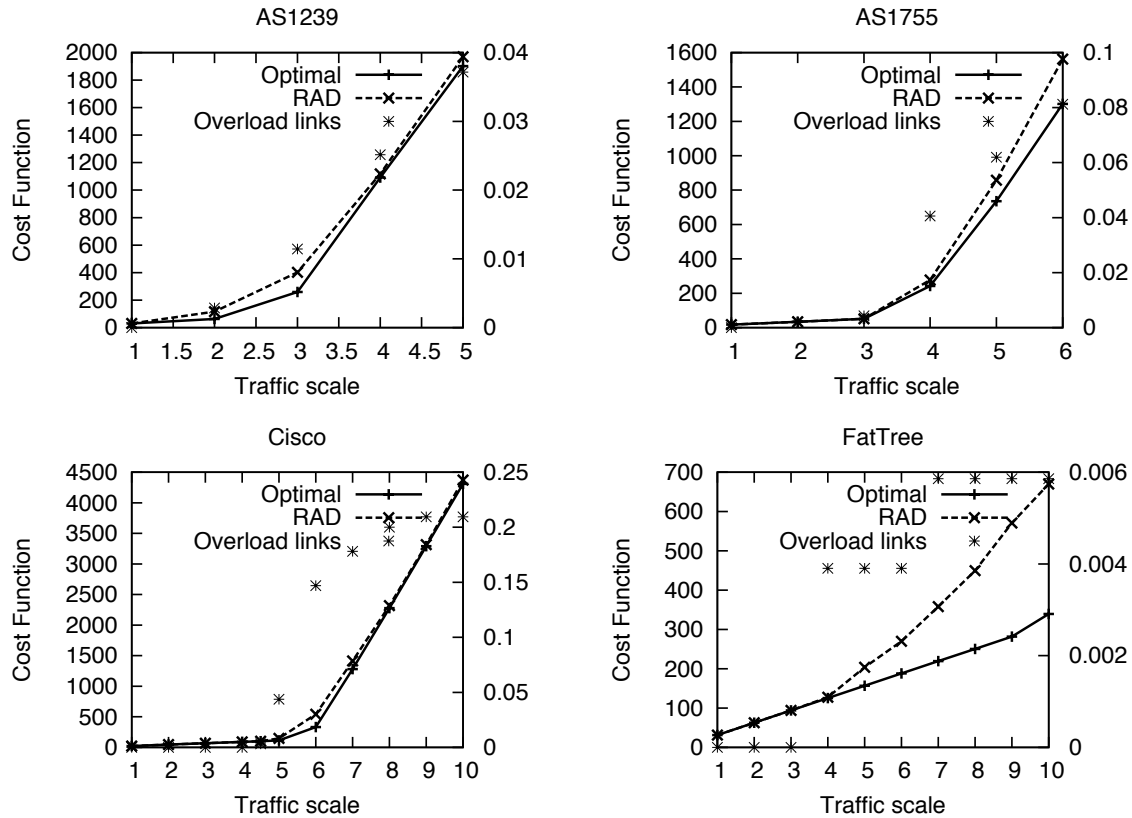 AS1239
2000
1800
1600
1400
1200
1000
800
600
400
200
0
Cost Function
Optimal
RAD
Overload links
0.04
0.03
0.02
0.01
0
1 1.5 2 2.5 3 3.5 4 4.5 5
Traffic scale
AS1755
1600
1400
1200
1000
800
600
400
200
0
Cost Function
Optimal
RAD
Overload links
0.1
0.08
0.06
0.04
0.02
0
1 2 3 4 5 6
Traffic scale
Cisco
4500
4000
3500
3000
2500
2000
1500
1000
500
0
Cost Function
Optimal
RAD
Overload links
0.25
0.2
0.15
0.1
0.05
0
1 2 3 4 5 6 7 8 9 10
Traffic scale
FatTree
700
600
500
400
300
200
100
0
Cost Function
Optimal
RAD
Overload links
0.006
0.004
0.002
0
1 2 3 4 5 6 7 8 9 10
Traffic scale